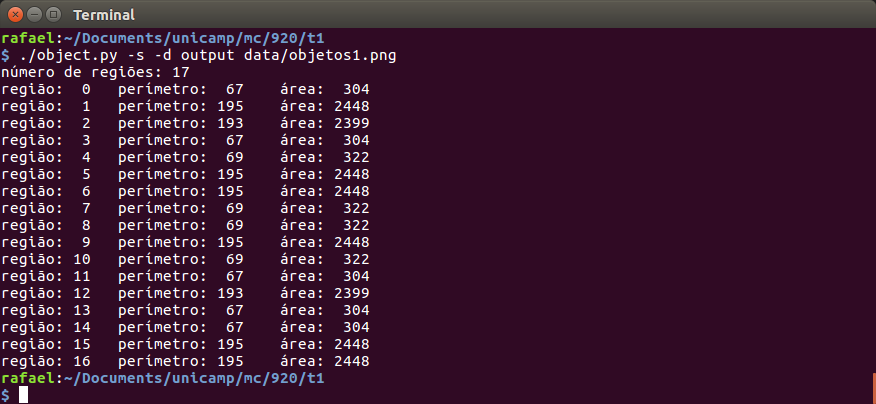 Terminal
rafael:~/Documents/unicamp/mc/920/t1
$ ./object.py -s -d output data/objetos1.png
número de regiões: 17
região:  0   perímetro:  67    área:  304
região:  1   perímetro: 195    área: 2448
região:  2   perímetro: 193    área: 2399
região:  3   perímetro:  67    área:  304
região:  4   perímetro:  69    área:  322
região:  5   perímetro: 195    área: 2448
região:  6   perímetro: 195    área: 2448
região:  7   perímetro:  69    área:  322
região:  8   perímetro:  69    área:  322
região:  9   perímetro: 195    área: 2448
região: 10   perímetro:  69    área:  322
região: 11   perímetro:  67    área:  304
região: 12   perímetro: 193    área: 2399
região: 13   perímetro:  67    área:  304
região: 14   perímetro:  67    área:  304
região: 15   perímetro: 195    área: 2448
região: 16   perímetro: 195    área: 2448
rafael:~/Documents/unicamp/mc/920/t1
$